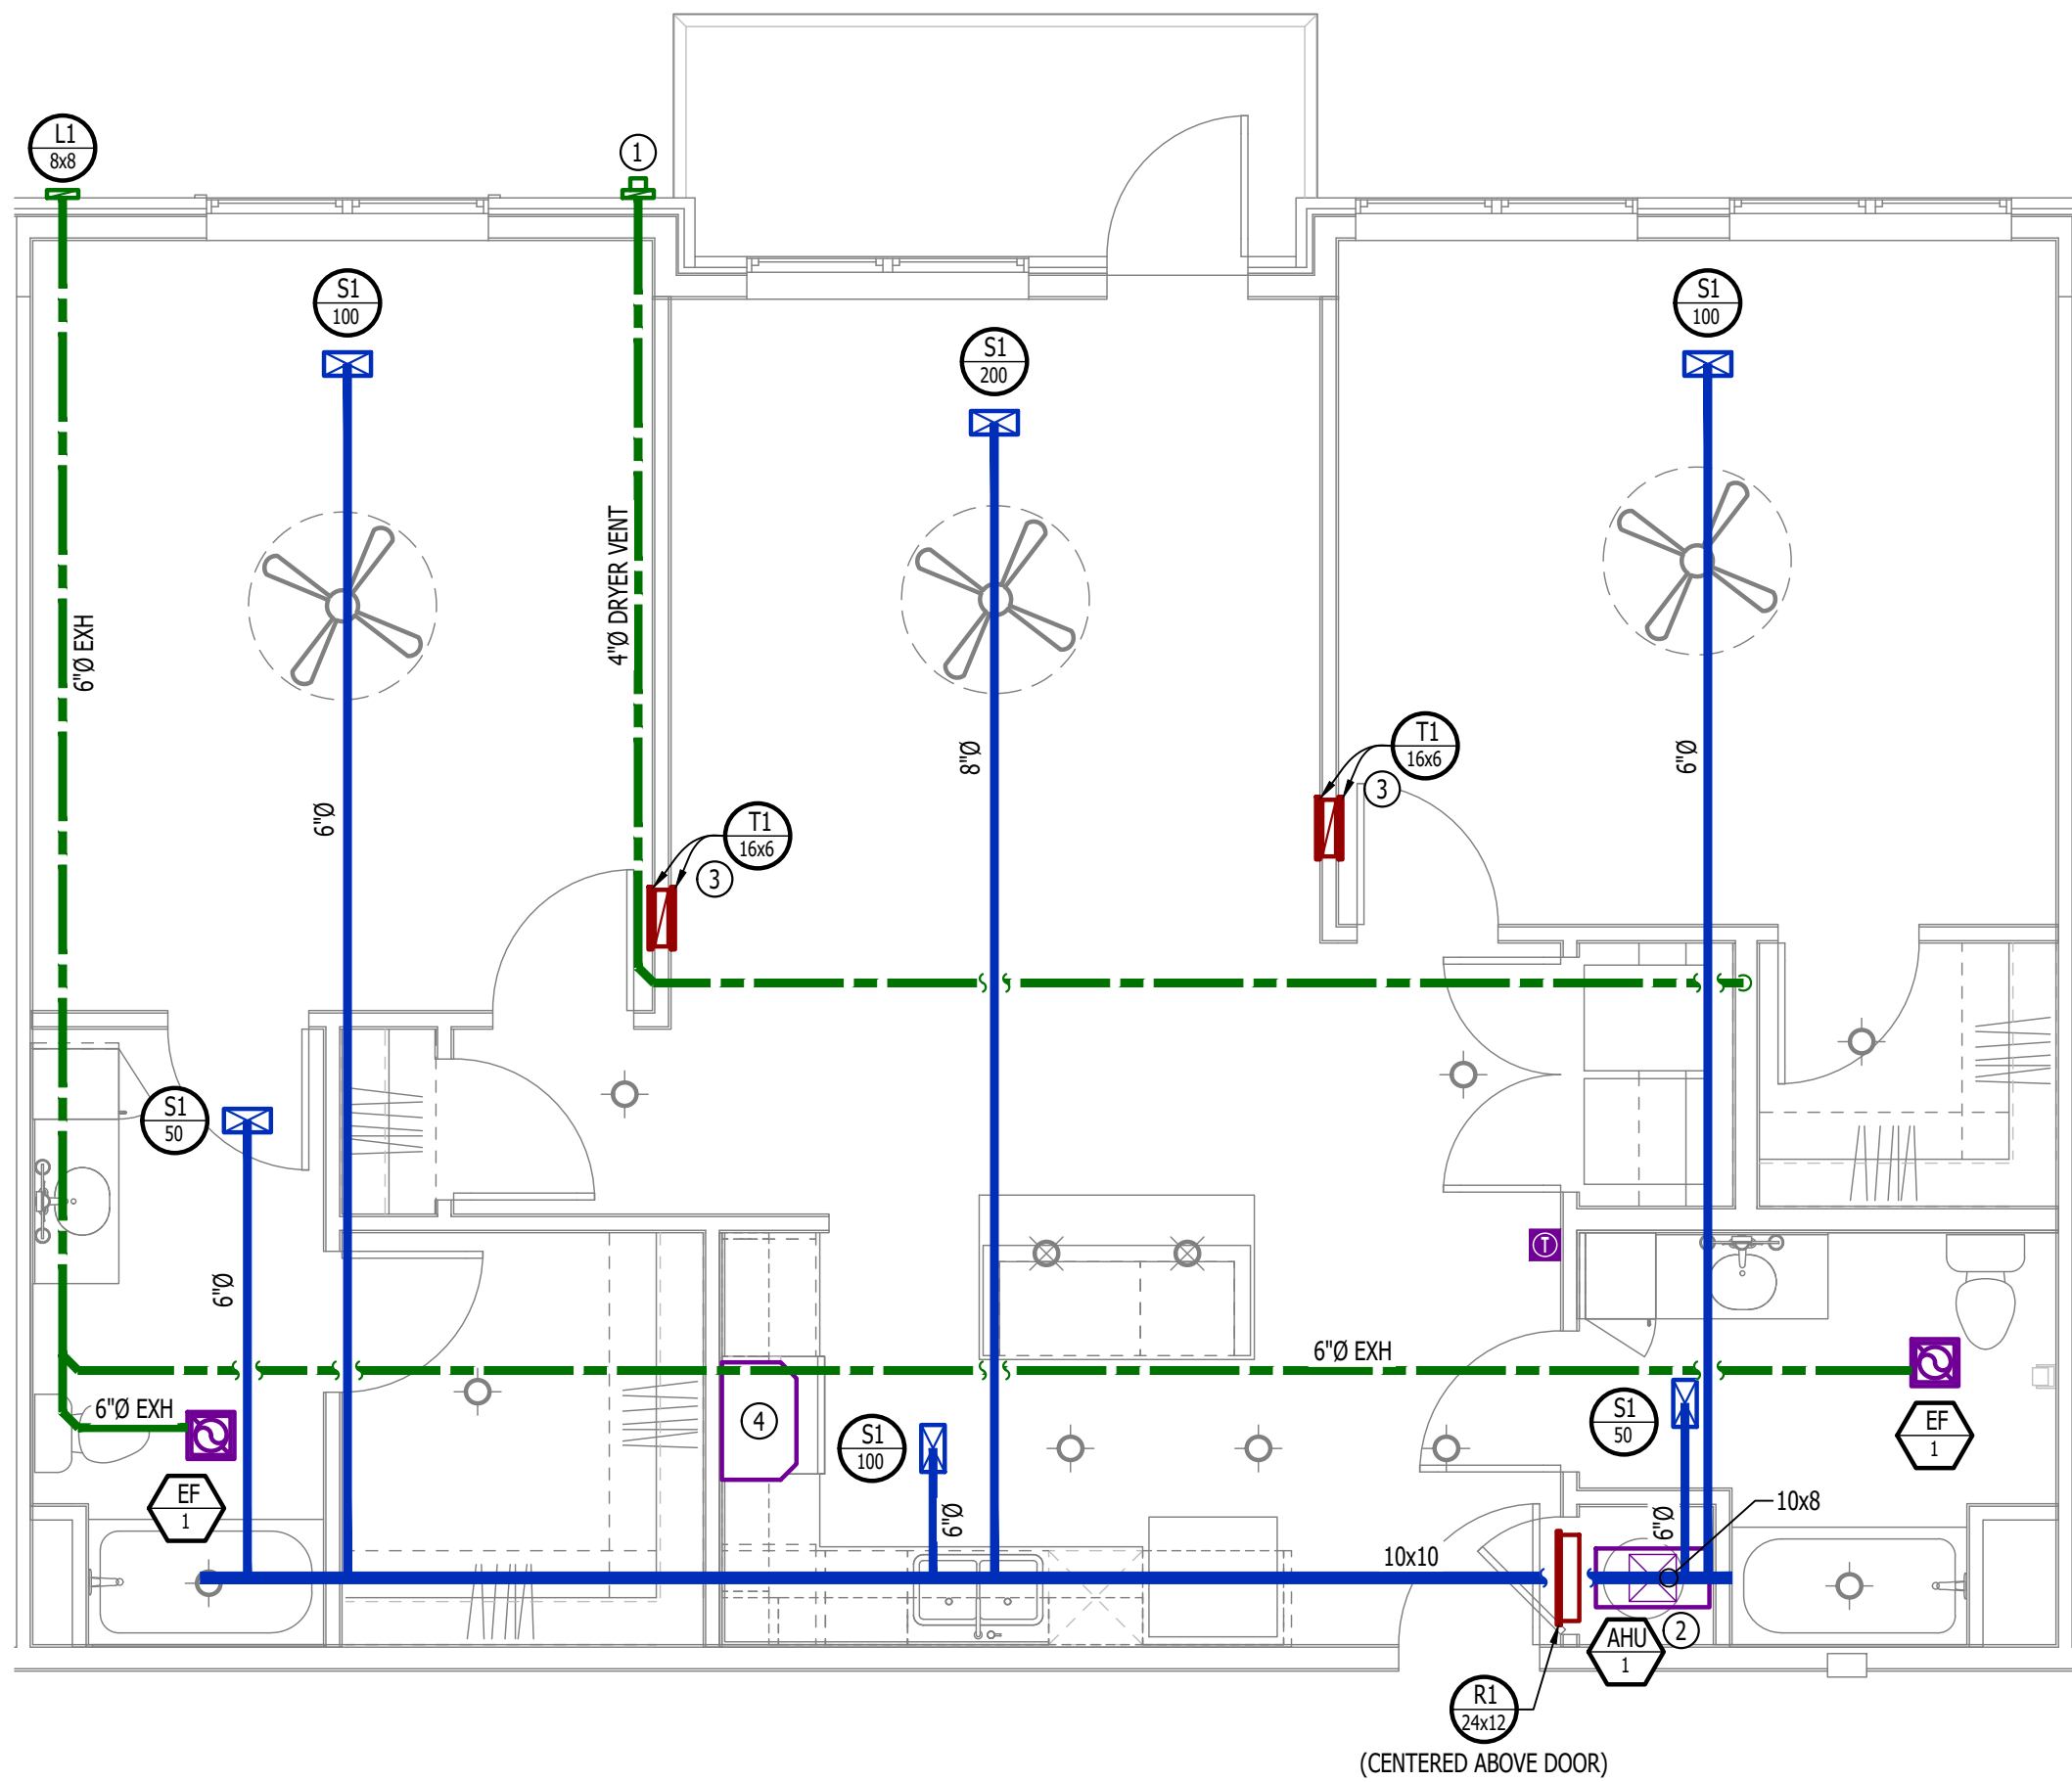 L1
8x8
1
S1
100
S1
200
S1
100
6"Ø EXH
4"Ø DRYER VENT
6"Ø
8"Ø
6"Ø
T1
16x6
3
T1
16x6
3
S1
50
6"Ø
T
6"Ø EXH
6"Ø EXH
4
S1
100
6"Ø
S1
50
6"Ø
EF
1
EF
1
10x8
10x10
AHU
1
2
R1
24x12
(CENTERED ABOVE DOOR)